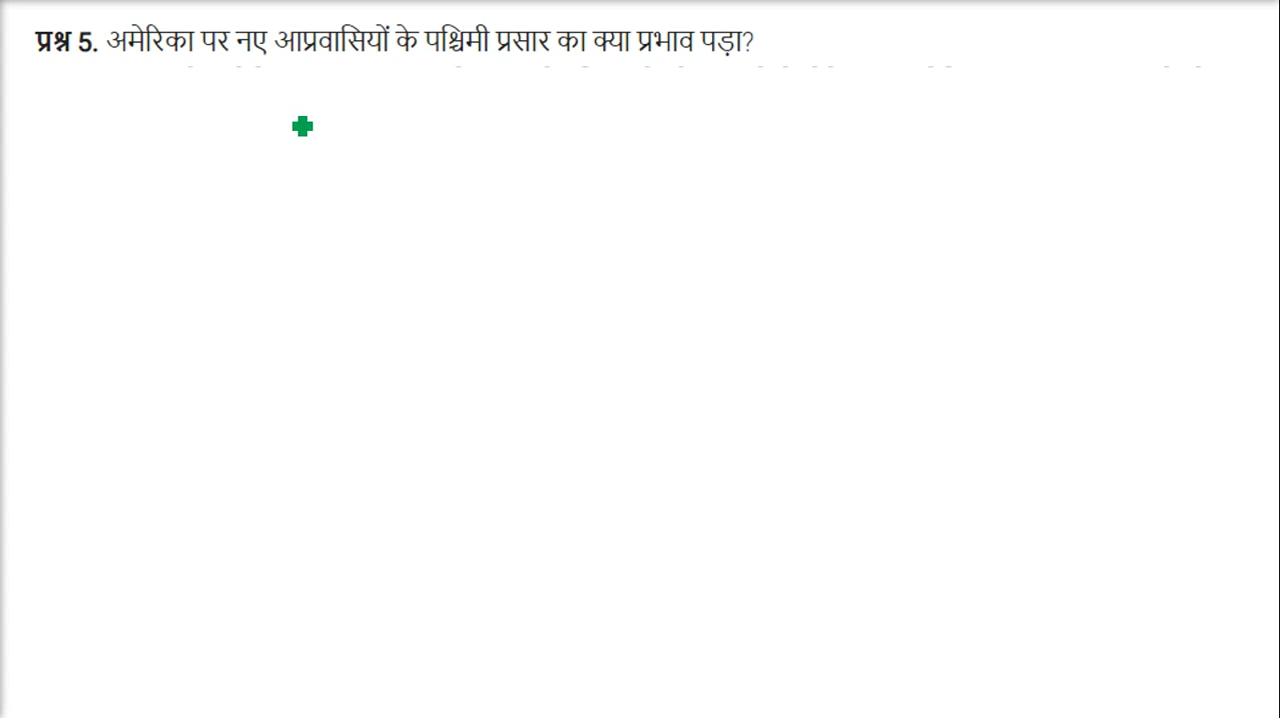 प्रश्न 5. अमेरिका पर नए आप्रवासियों के पश्चिमी प्रसार का क्या प्रभाव पड़ा?